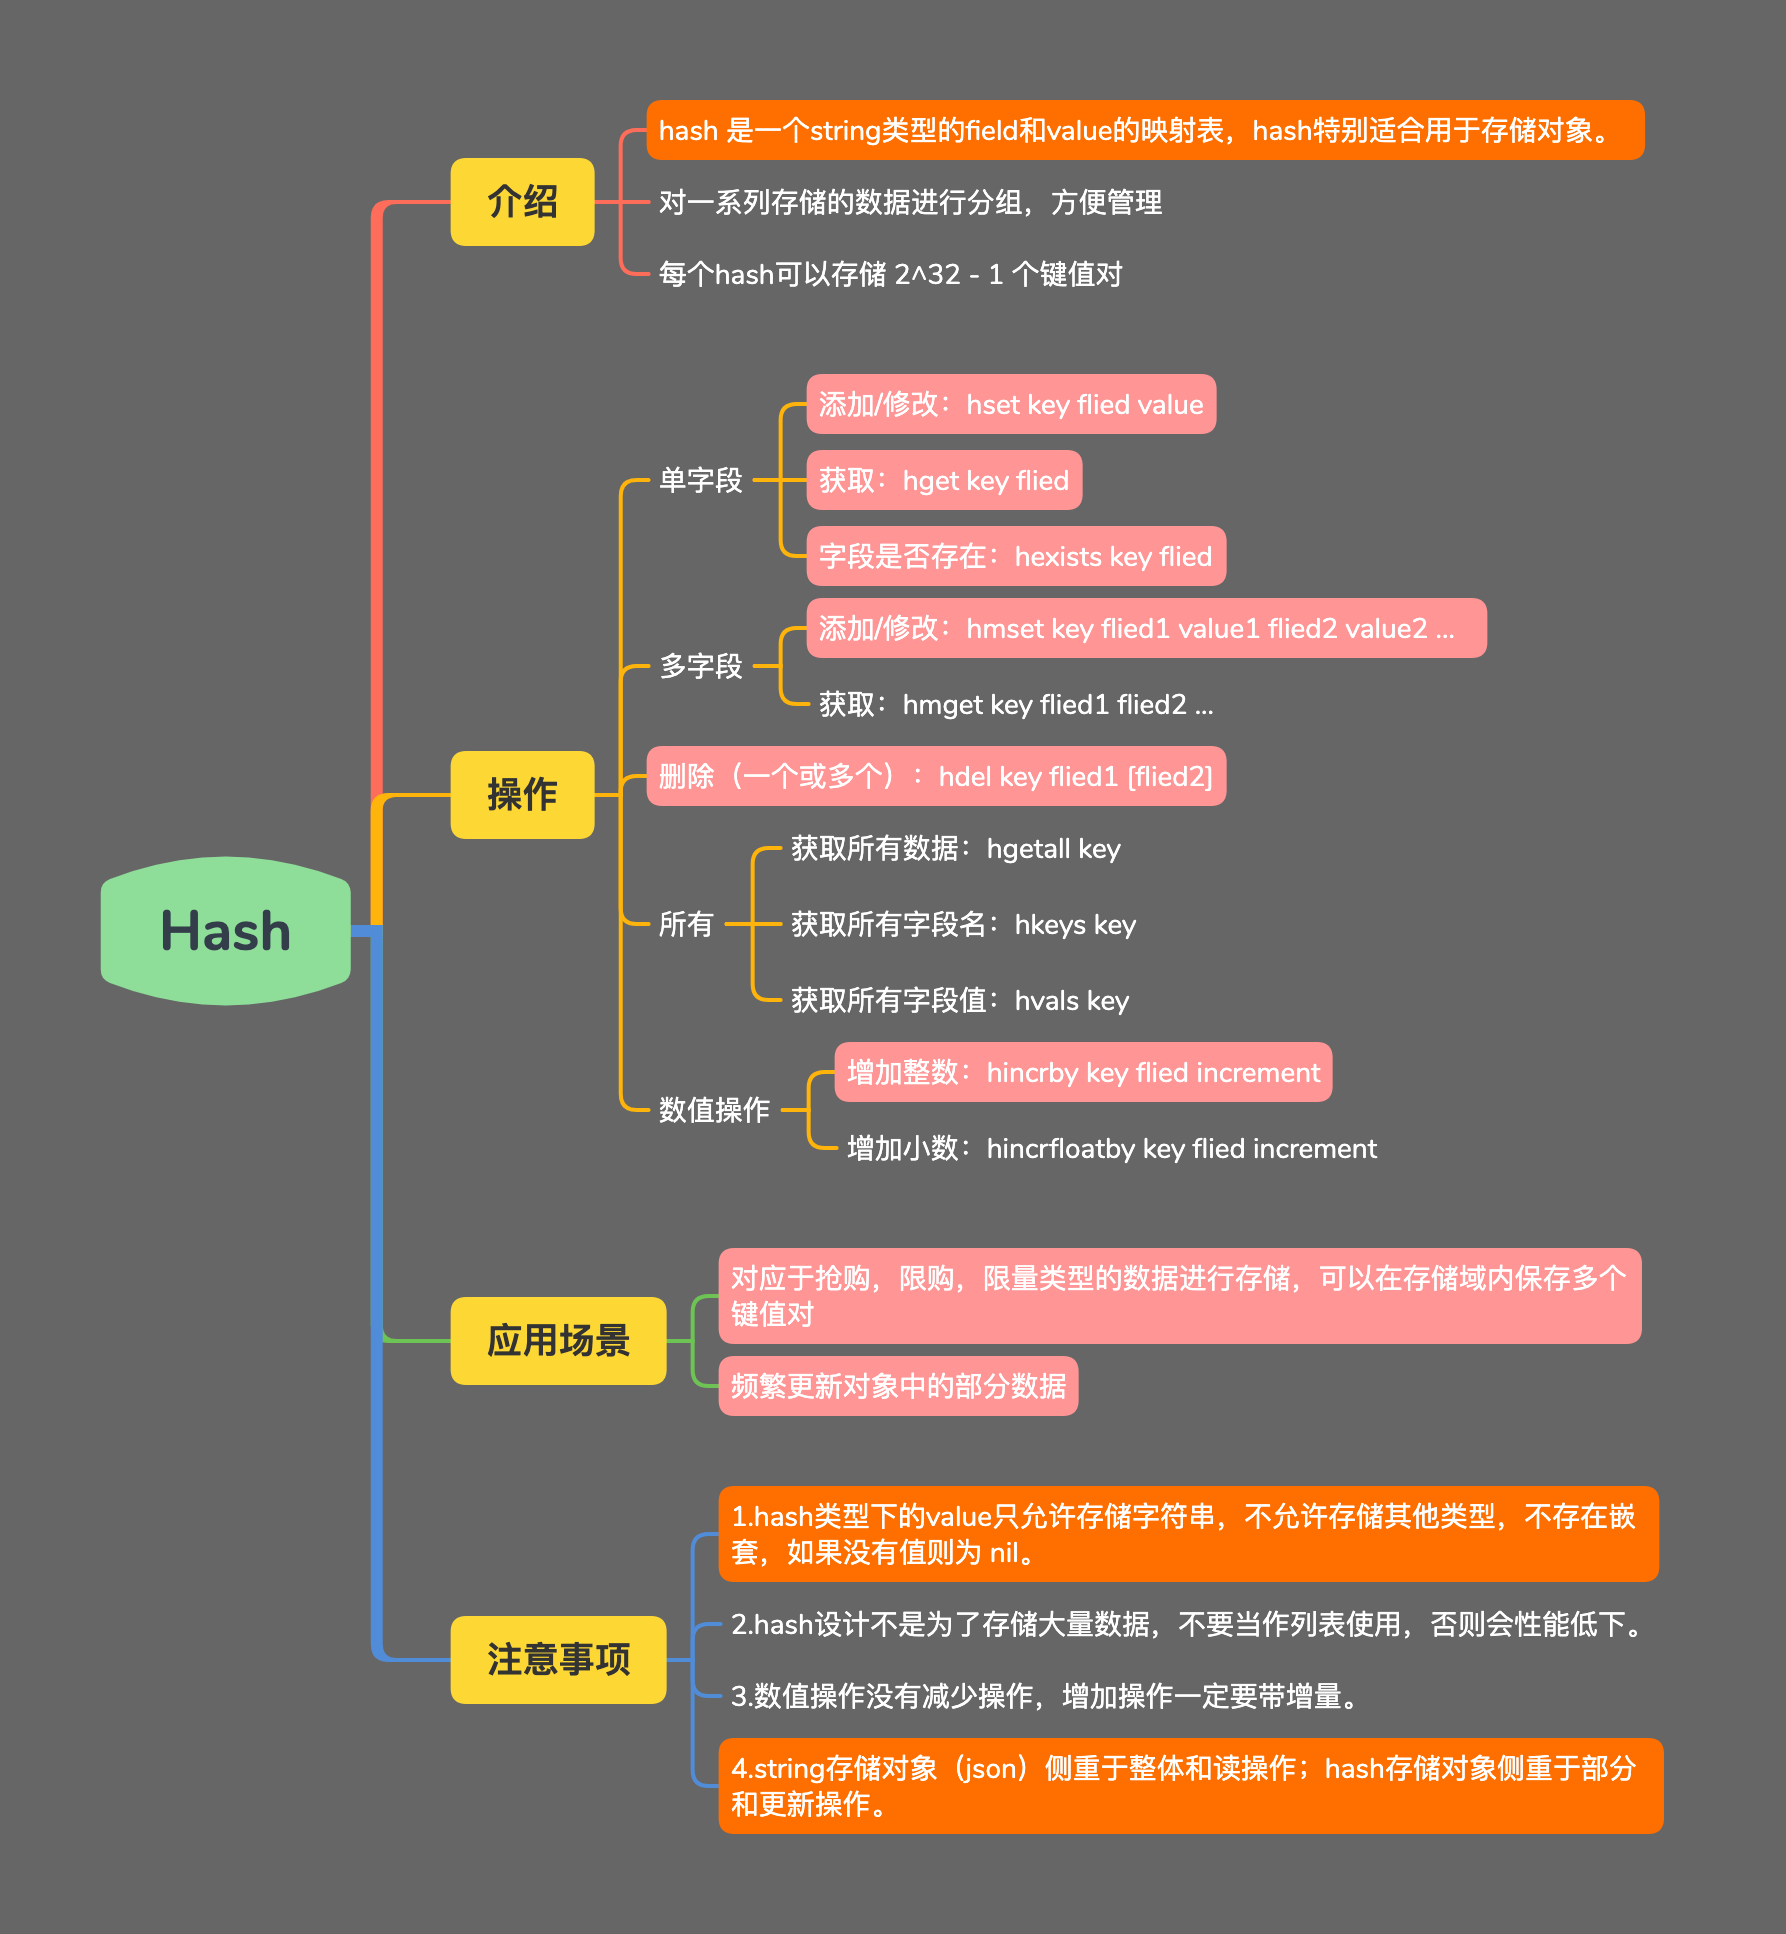 Hash
介绍
hash 是一个string类型的field和value的映射表，hash特别适合用于存储对象。
对一系列存储的数据进行分组，方便管理
每个hash可以存储 2^32 - 1 个键值对
操作
单字段
添加/修改：hset key flied value
获取：hget key flied
字段是否存在：hexists key flied
多字段
添加/修改：hmset key flied1 value1 flied2 value2 ...
获取：hmget key flied1 flied2 ...
删除（一个或多个）：hdel key flied1 [flied2]
所有
获取所有数据：hgetall key
获取所有字段名：hkeys key
获取所有字段值：hvals key
数值操作
增加整数：hincrby key flied increment
增加小数：hincrfloatby key flied increment
应用场景
对应于抢购，限购，限量类型的数据进行存储，可以在存储域内保存多个
键值对
频繁更新对象中的部分数据
注意事项
1.hash类型下的value只允许存储字符串，不允许存储其他类型，不存在嵌
套，如果没有值则为 nil。
2.hash设计不是为了存储大量数据，不要当作列表使用，否则会性能低下。
3.数值操作没有减少操作，增加操作一定要带增量。
4.string存储对象（json）侧重于整体和读操作；hash存储对象侧重于部分
和更新操作。